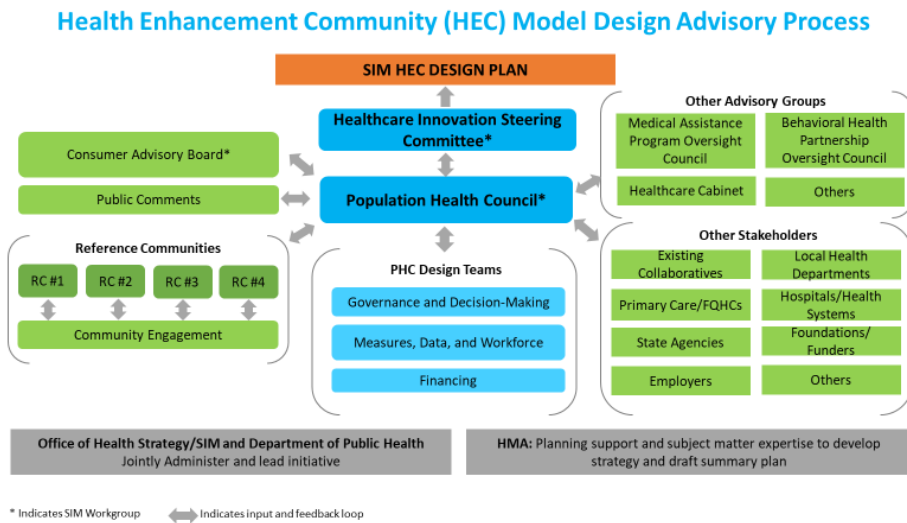 Health Enhancement Community (HEC) Model Design Advisory Process
SIM HEC DESIGN PLAN
Healthcare Innovation Steering
Committee*
Population Health Council*
Consumer Advisory Board*
Public Comments
Reference Communities
RC #1
RC #2
RC #3
RC #4
Community Engagement
PHC Design Teams
Governance and Decision-Making
Measures, Data, and Workforce
Financing
Other Advisory Groups
Medical Assistance
Program Oversight
Council
Behavioral Health
Partnership
Oversight Council
Healthcare Cabinet
Others
Other Stakeholders
Existing
Collaboratives
Local Health
Departments
Primary Care/FQHCs
Hospitals/Health
Systems
State Agencies
Foundations/
Funders
Employers
Others
Office of Health Strategy/SIM and Department of Public Health
Jointly Administer and lead initiative
HMA: Planning support and subject matter expertise to develop
strategy and draft summary plan
* Indicates SIM Workgroup
Indicates input and feedback loop